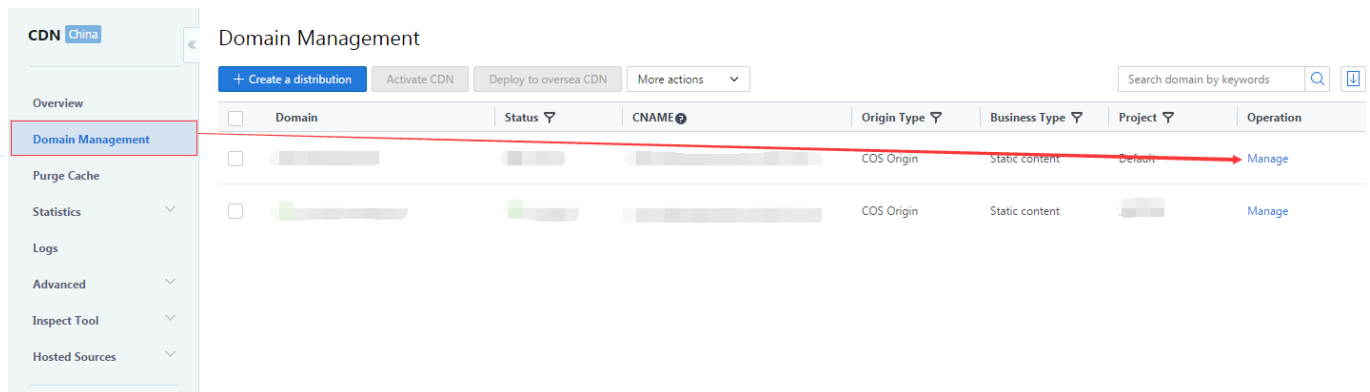 CDN China
Domain Management
+ Create a distribution Activate CDN Deploy to oversea CDN More actions Search domain by keywords
Overview
Domain Management
Purge Cache
Statistics
Logs
Advanced
Inspect Tool
Hosted Sources
Domain Status CNAME Origin Type Business Type Project Operation
COS Origin Static content Default Manage
COS Origin Static content Manage